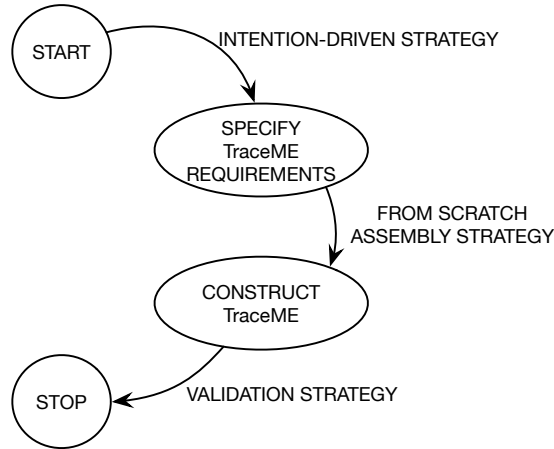 START
INTENTION-DRIVEN STRATEGY
SPECIFY
TraceME
REQUIREMENTS
FROM SCRATCH
ASSEMBLY STRATEGY
CONSTRUCT
TraceME
STOP
VALIDATION STRATEGY